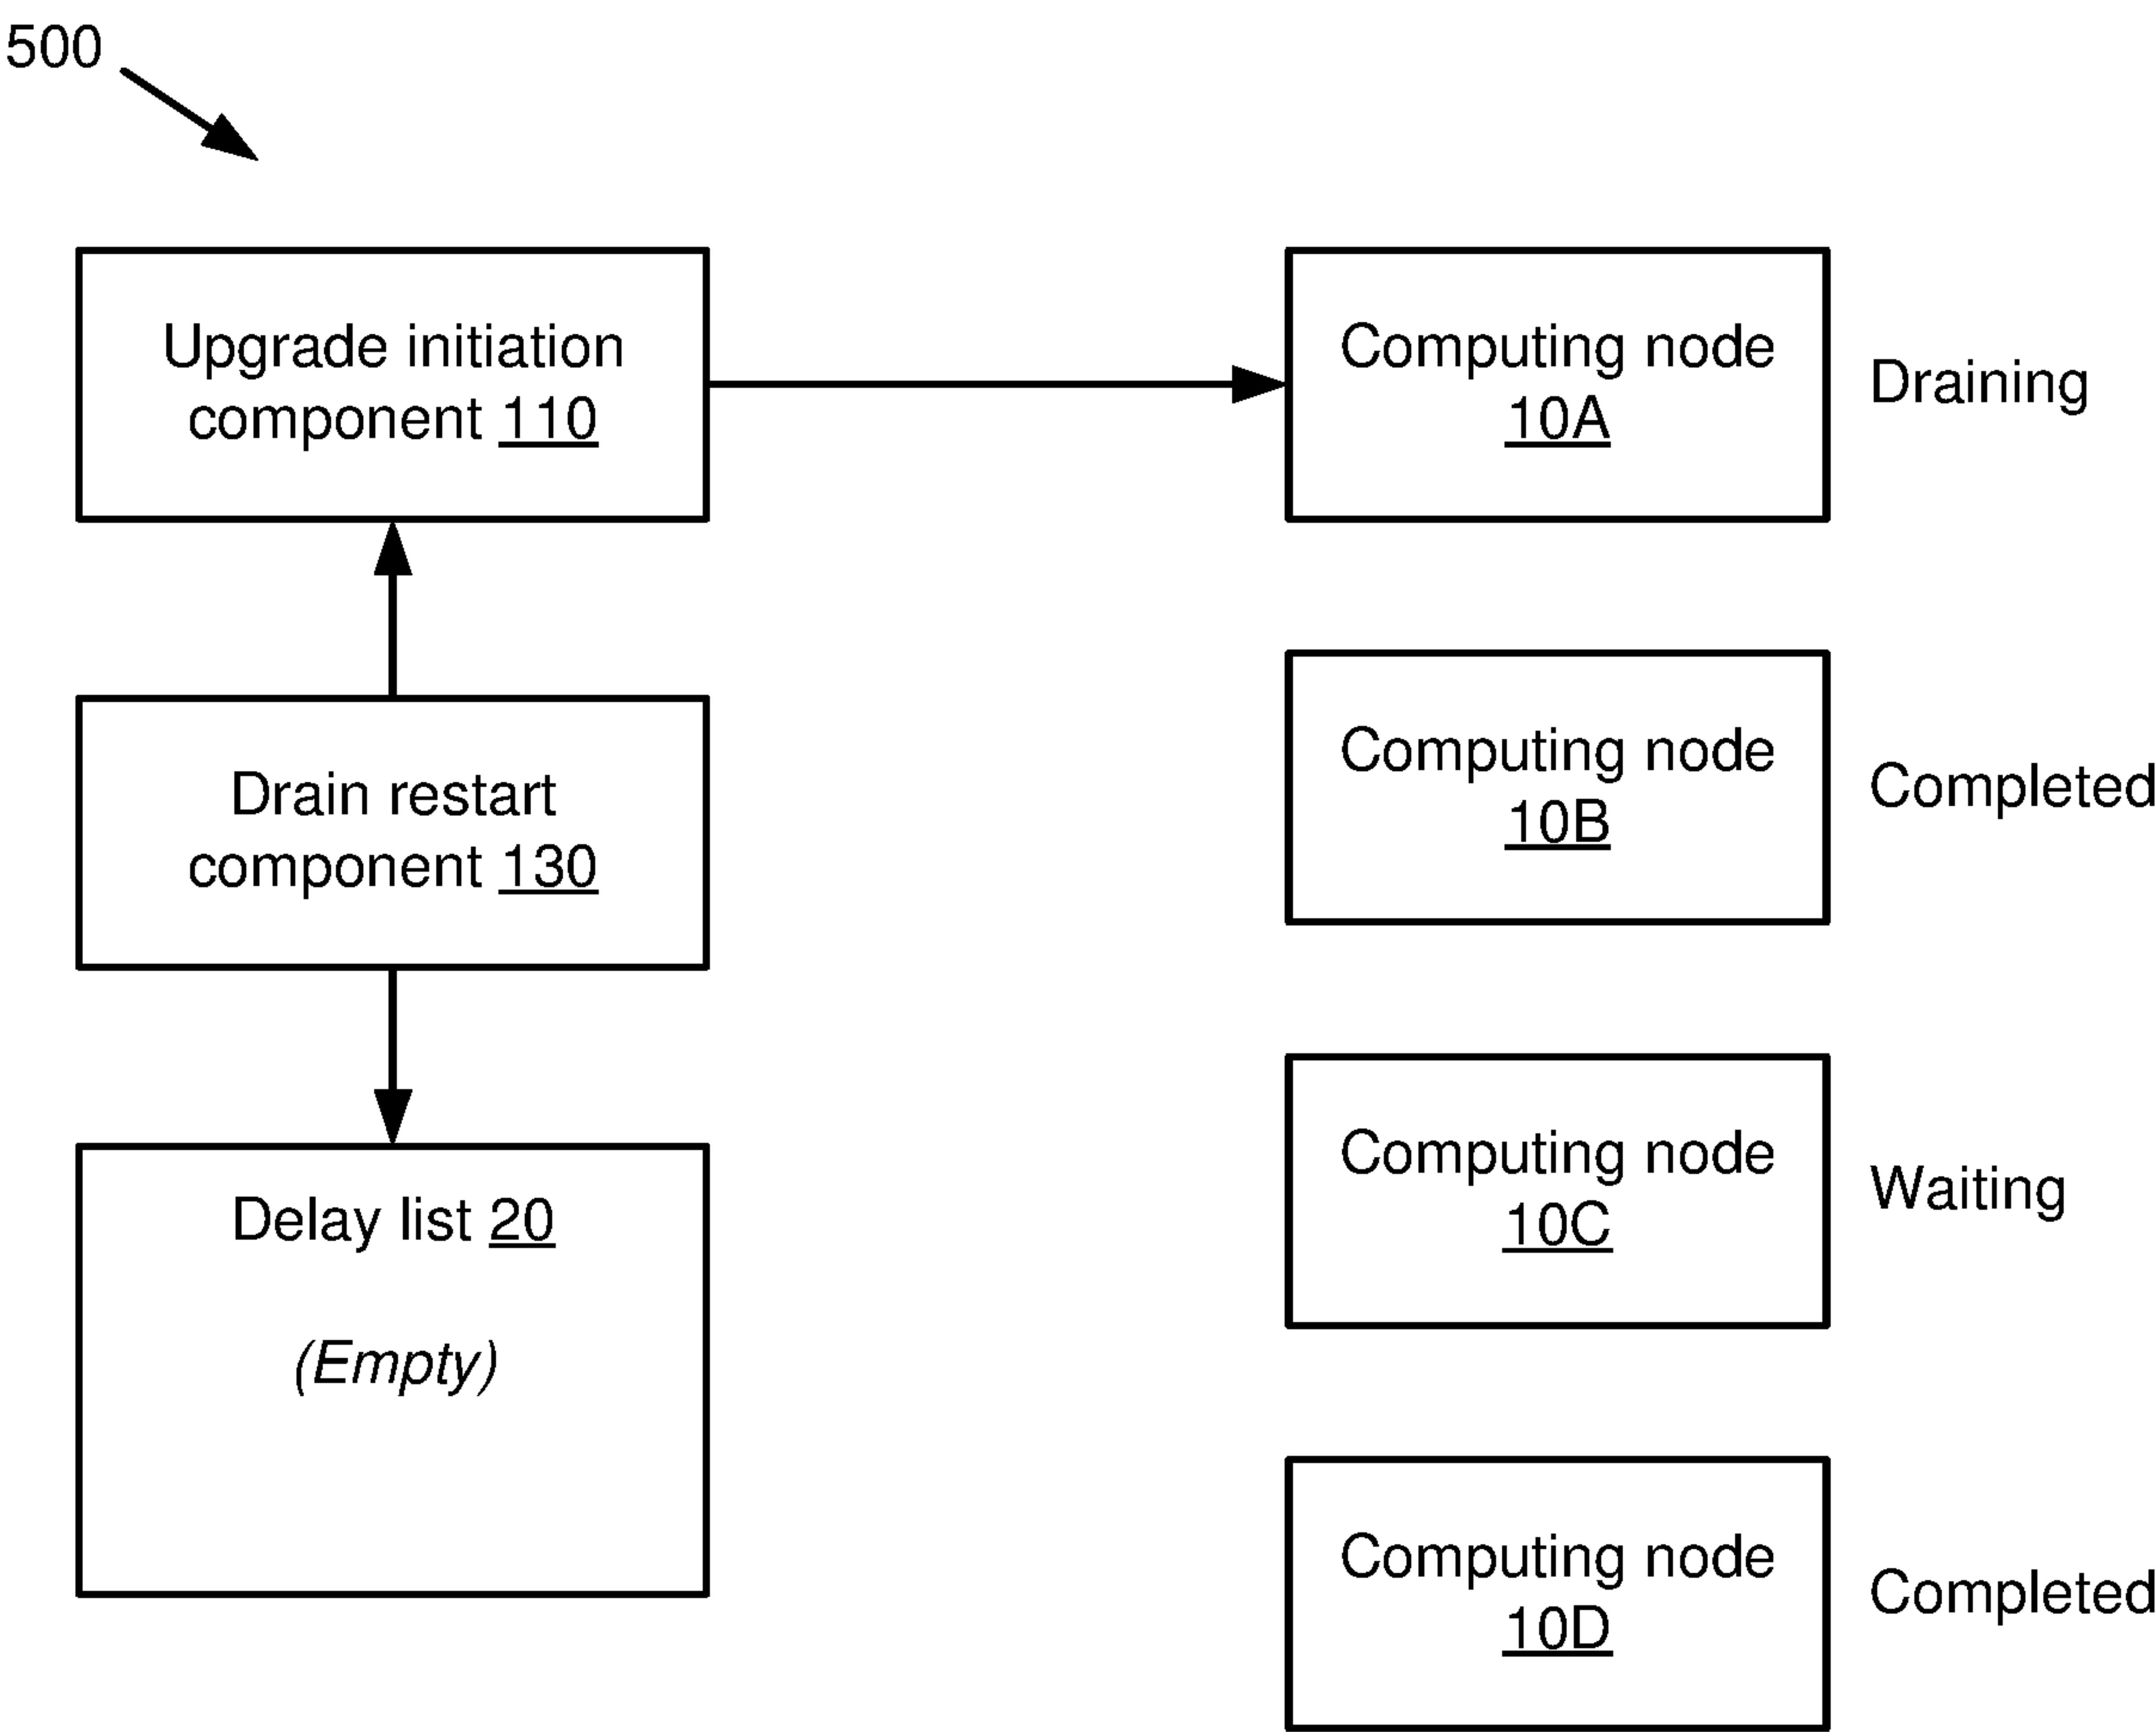 500
Upgrade initiation
component 110
Computing node
10A
Draining
Drain restart
component 130
Computing node
10B
Completed
Delay list 20
(Empty)
Computing node
10C
Waiting
Computing node
10D
Completed